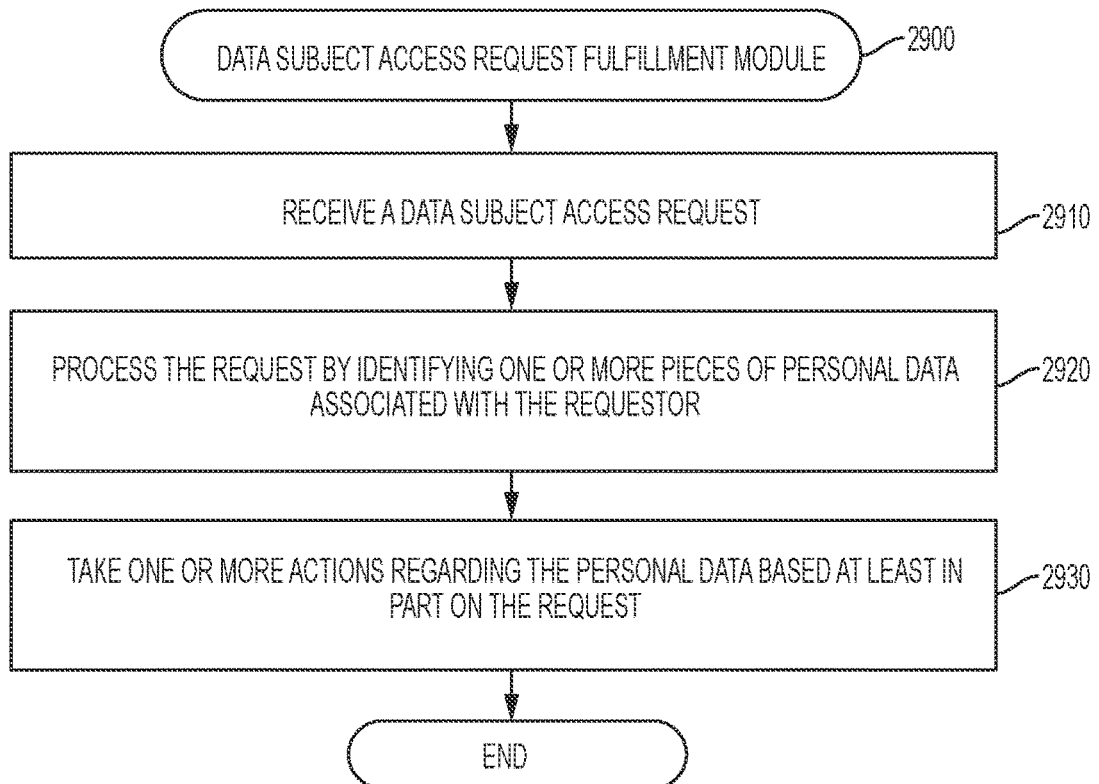 DATA SUBJECT ACCESS REQUEST FULFILLMENT MODULE
2900
RECEIVE A DATA SUBJECT ACCESS REQUEST
2910
PROCESS THE REQUEST BY IDENTIFYING ONE OR MORE PIECES OF PERSONAL DATA
ASSOCIATED WITH THE REQUESTOR
2920
TAKE ONE OR MORE ACTIONS REGARDING THE PERSONAL DATA BASED AT LEAST IN
PART ON THE REQUEST
2930
END